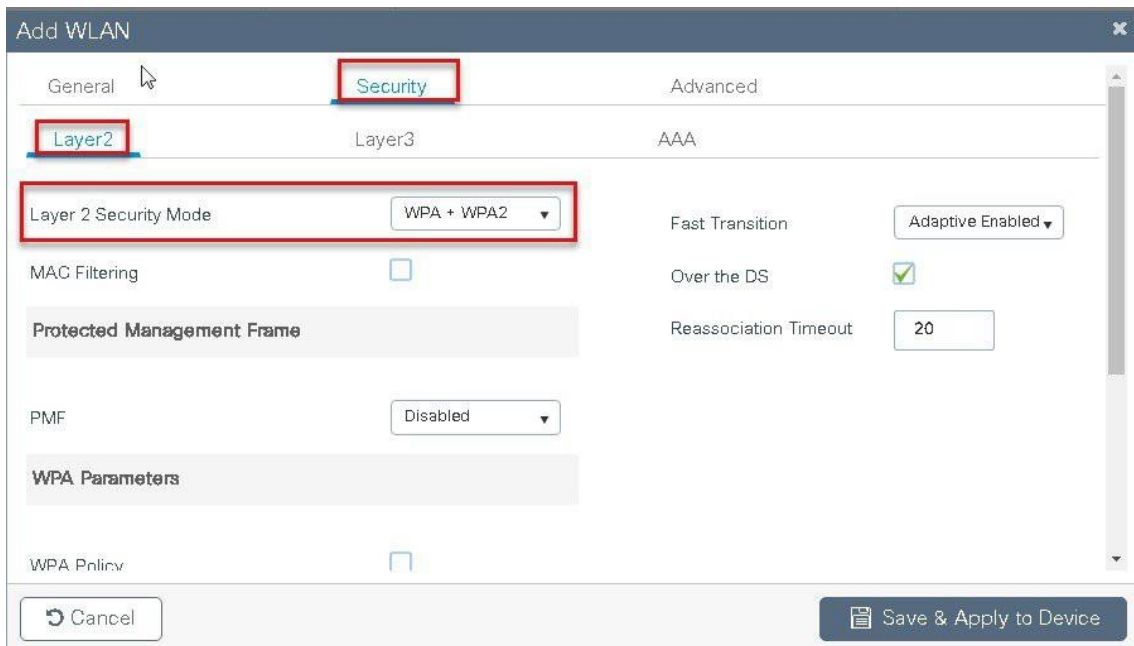 Add WLAN
General Security Advanced
Layer2 Layer3 AAA
Layer 2 Security Mode WPA + WPA2
MAC Filtering
Protected Management Frame
PMF Disabled
WPA Parameters
WPA Policy
Fast Transition Adaptive Enabled
Over the DS
Reassociation Timeout 20
Cancel Save & Apply to Device